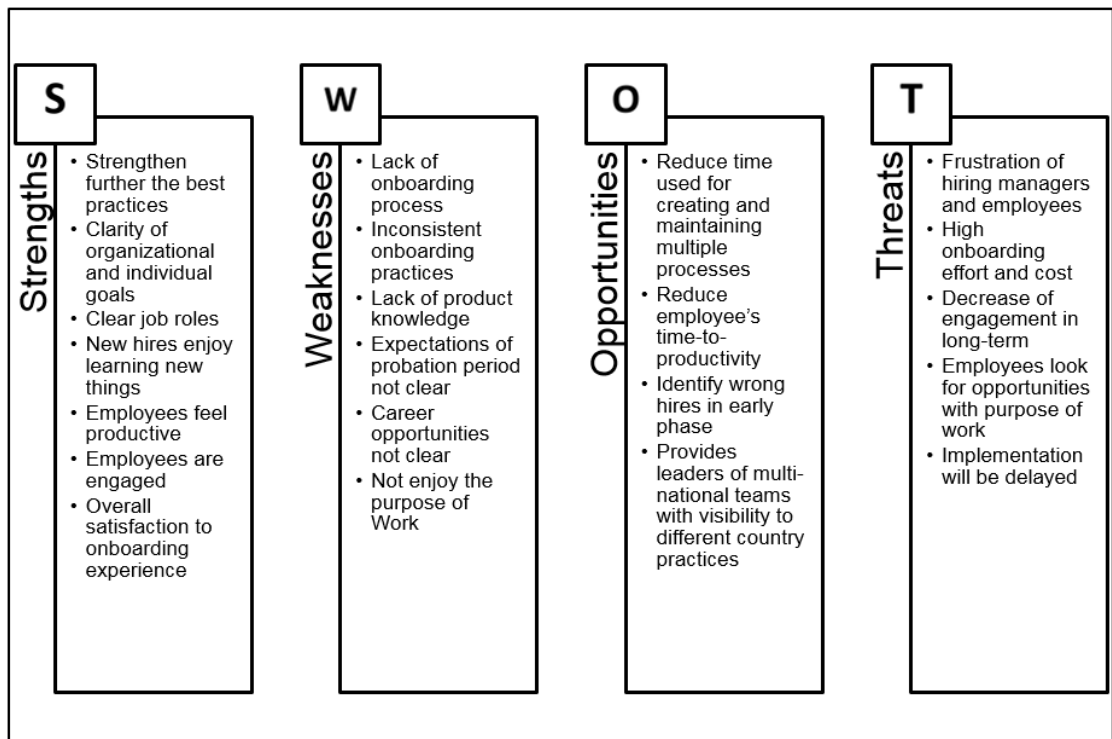 S
Strengths
• Strengthen
further the best
practices
• Clarity of
organizational
and individual
goals
• Clear job roles
• New hires enjoy
learning new
things
• Employees feel
productive
• Employees are
engaged
• Overall
satisfaction to
onboarding
experience
W
Weaknesses
• Lack of
onboarding
process
• Inconsistent
onboarding
practices
• Lack of product
knowledge
• Expectations of
probation period
not clear
• Career
opportunities
not clear
• Not enjoy the
purpose of
Work
O
Opportunities
• Reduce time
used for
creating and
maintaining
multiple
processes
• Reduce
employee’s
time-to-
productivity
• Identify wrong
hires in early
phase
• Provides
leaders of multi-
national teams
with visibility to
different country
practices
T
Threats
• Frustration of
hiring managers
and employees
• High
onboarding
effort and cost
• Decrease of
engagement in
long-term
• Employees look
for opportunities
with purpose of
work
• Implementation
will be delayed